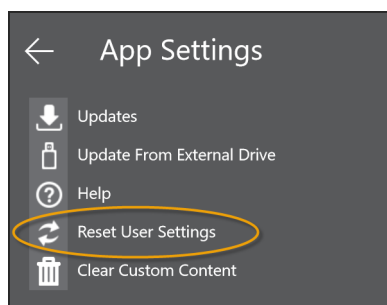 App Settings
Updates
Update From External Drive
Help
Reset User Settings
Clear Custom Content